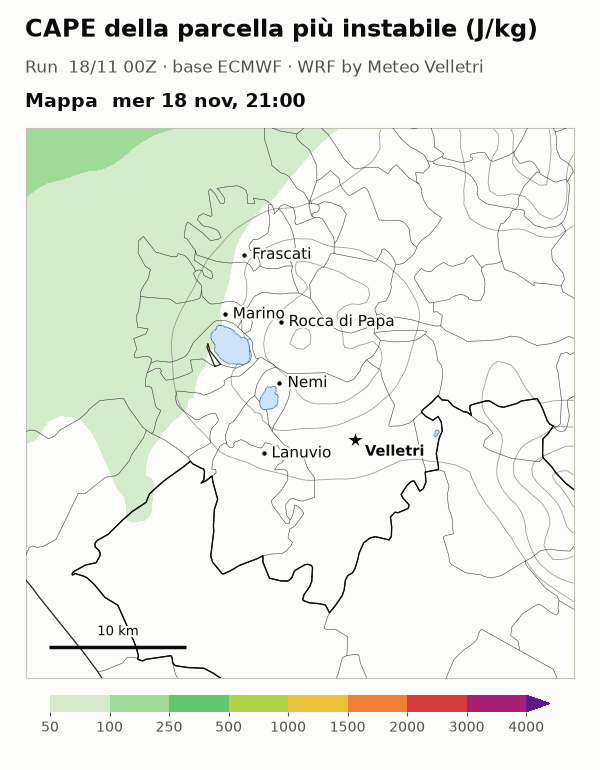 CAPE della parcella più instabile (J/kg)
Run  18/11 00Z · base ECMWF · WRF by Meteo Velletri
Mappa  mer 18 nov, 21:00
Frascati
Marino
Rocca di Papa
Nemi
Velletri
Lanuvio
10 km
50 100 250 500 1000 1500 2000 3000 4000